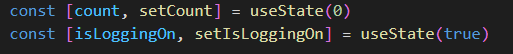 const [count, setCount] = useState(0)
const [isLoggingOn, setIsLoggingOn] = useState(true)